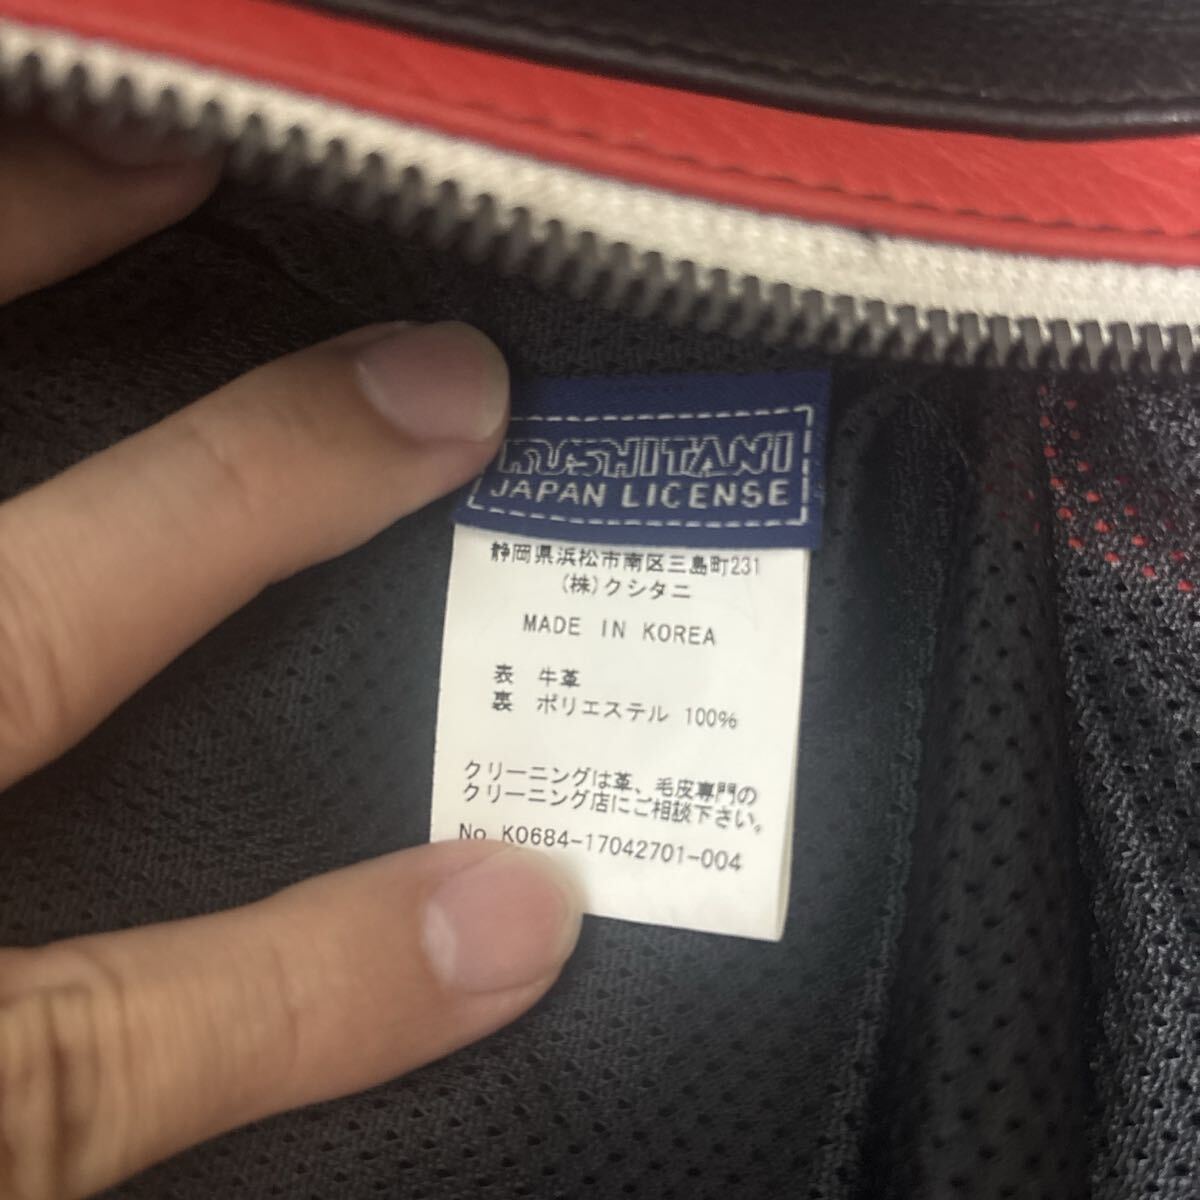 KUSHITANI
JAPAN LICENSE
静岡県浜松市南区三島町231
(株)クシタニ
MADE IN KOREA
表 牛革
裏 ポリエステル 100%
クリーニングは革、毛皮専門の
クリーニング店にご相談下さい。
No. K0684-17042701-004